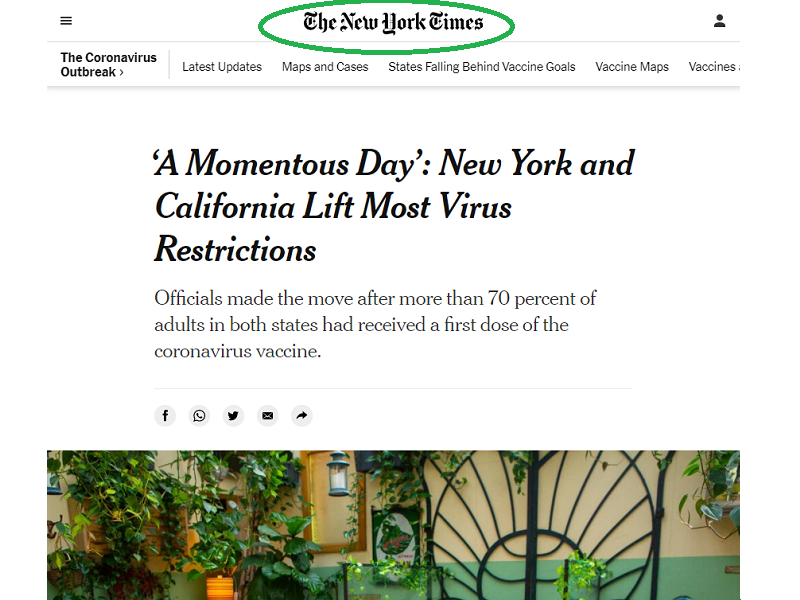 The New York Times
The Coronavirus
Outbreak ›
Latest Updates
Maps and Cases
States Falling Behind Vaccine Goals
Vaccine Maps
Vaccines
‘A Momentous Day’: New York and
California Lift Most Virus
Restrictions
Officials made the move after more than 70 percent of
adults in both states had received a first dose of the
coronavirus vaccine.